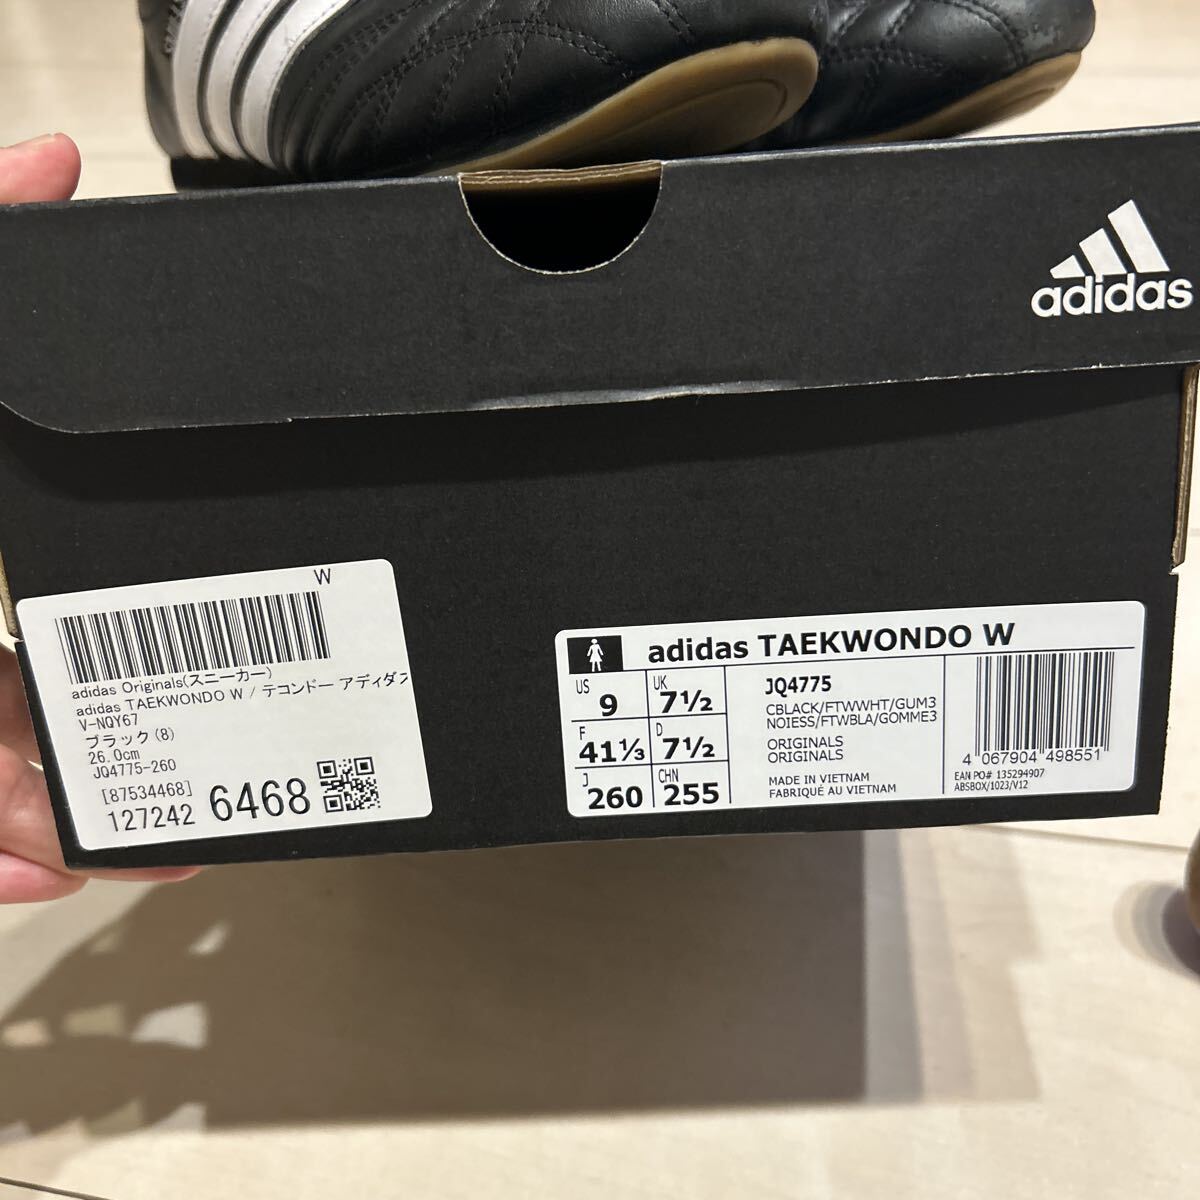 adidas
W
adidas Originals(スニーカー)
adidas TAEKWONDO W / テコンドー アディダス
V-NQY67
ブラック(8)
26.0cm
JQ4775-260
[87534468]
127242 6468
adidas TAEKWONDO W
US 9
UK 7½
F 41⅓
D 7½
J 260
CHN 255
JQ4775
CBLACK/FTWWHT/GUM3
NOIESS/FTWBLA/GOMME3
ORIGINALS
ORIGINALS
MADE IN VIETNAM
FABRIQUÉ AU VIETNAM
4 067904 498551
EAN PO# 135294907
ABSBOX/1023/V12